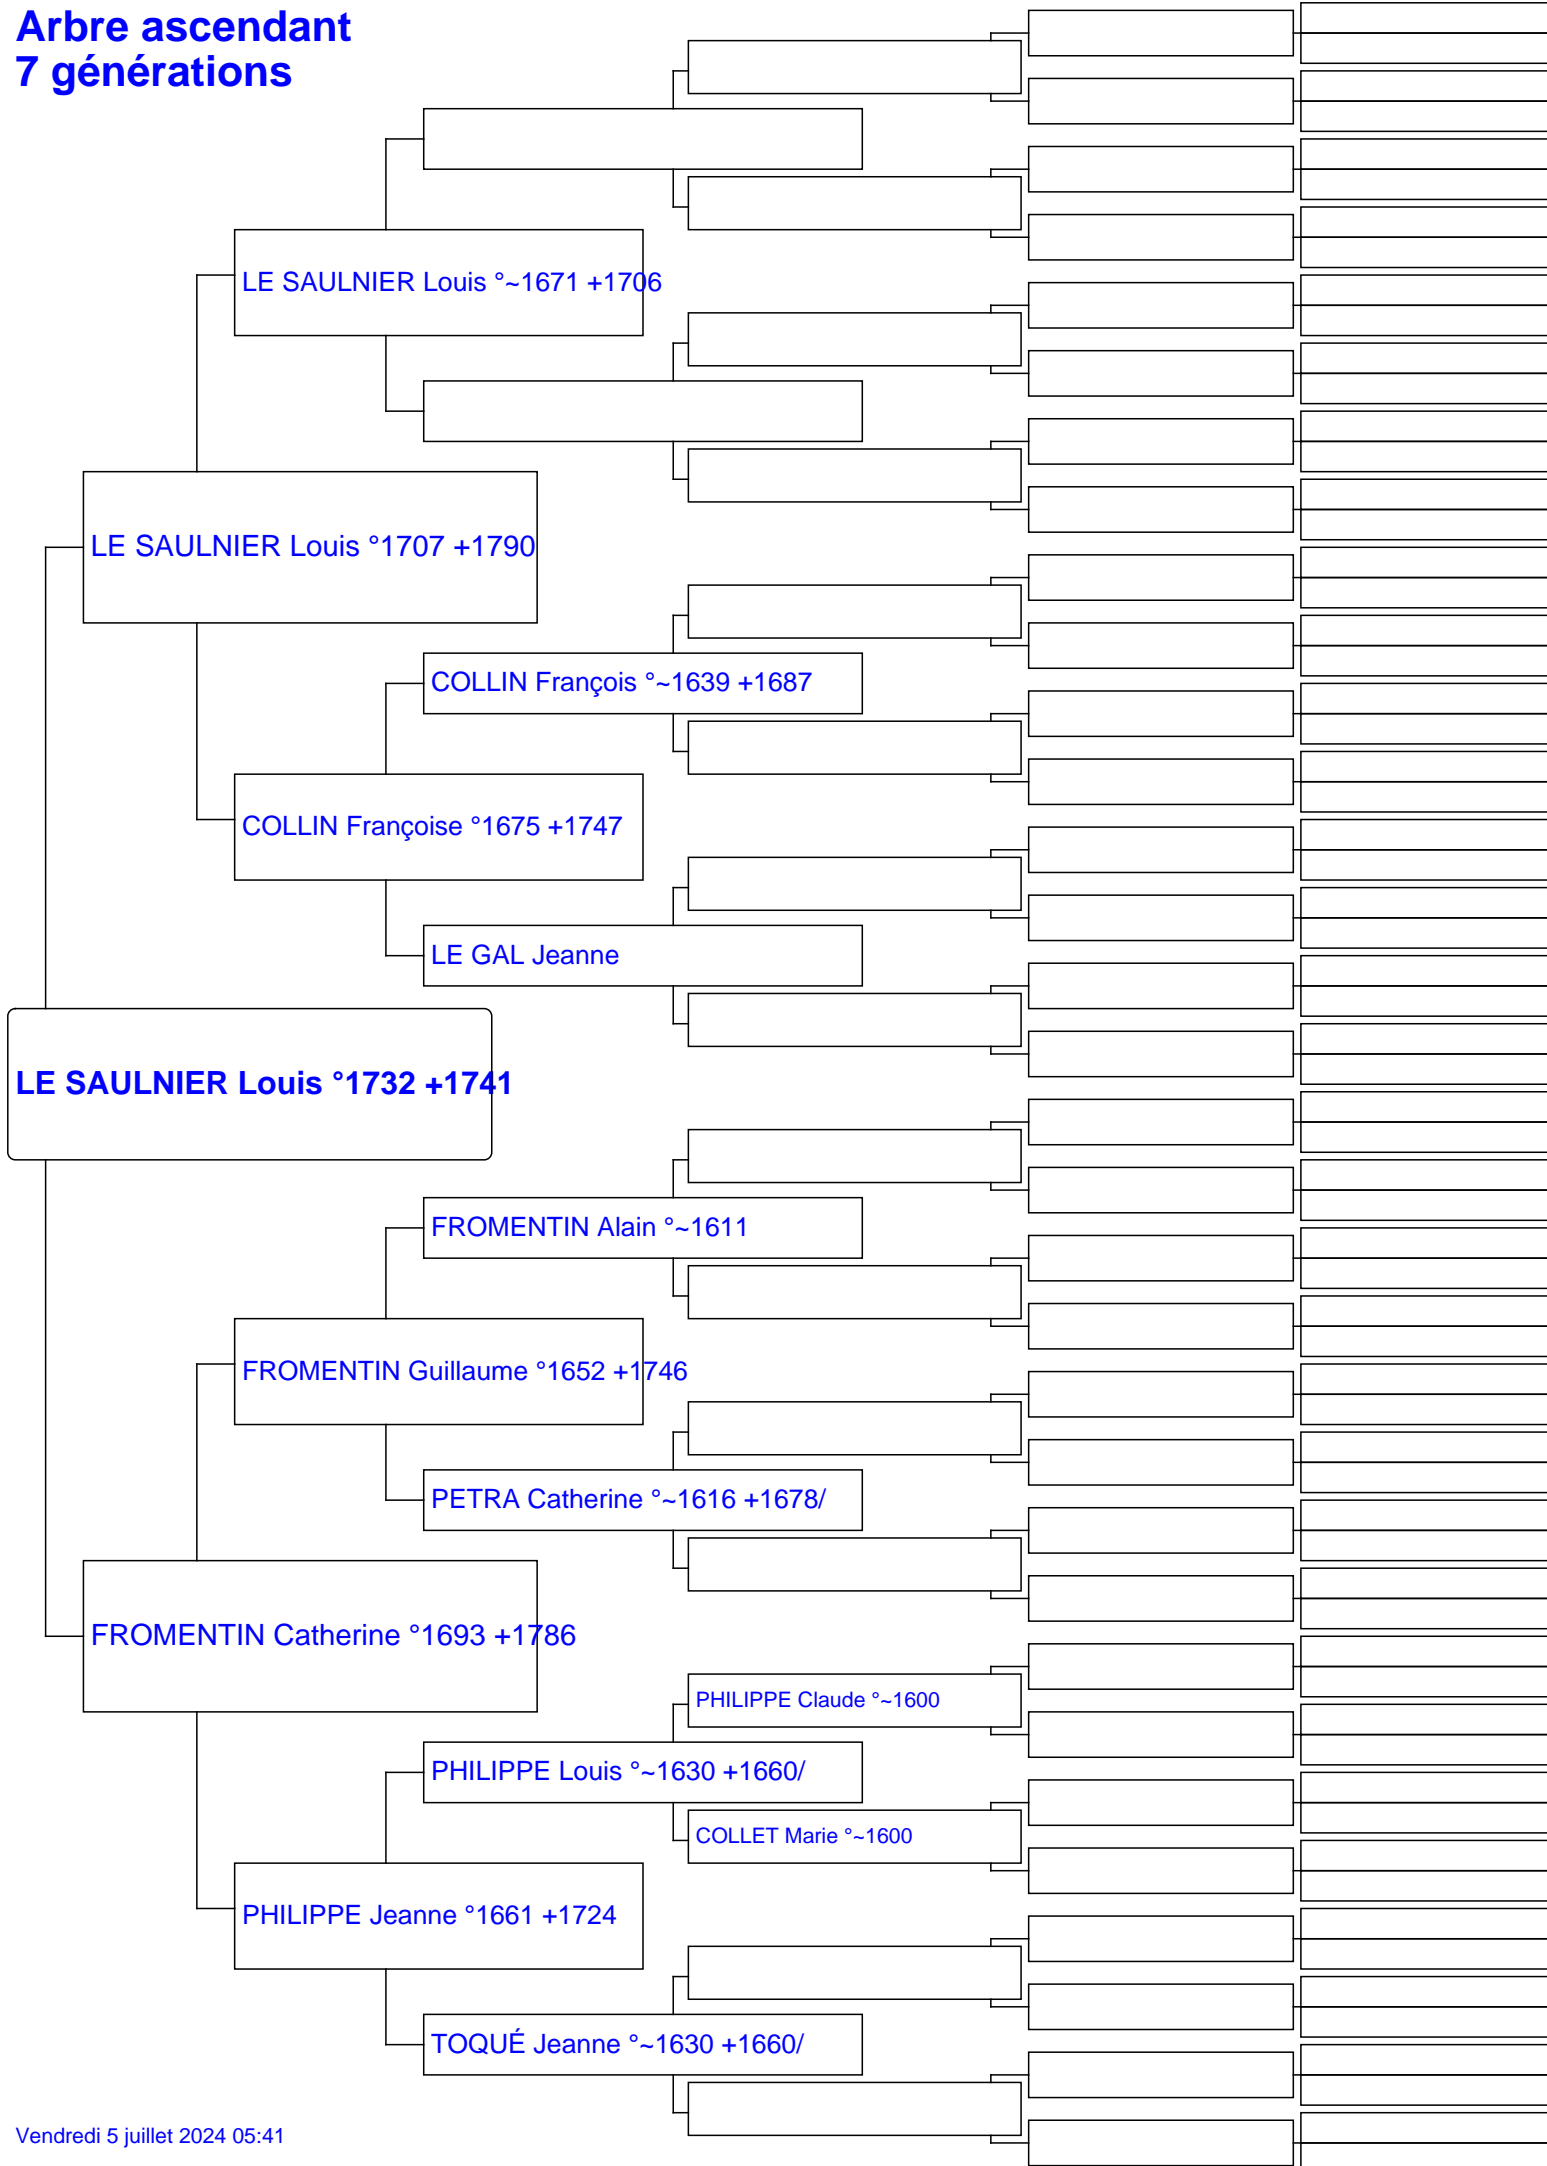 Arbre ascendant
7 générations
LE SAULNIER Louis °~1671 +1706
LE SAULNIER Louis °1707 +1790
COLLIN François °~1639 +1687
COLLIN Françoise °1675 +1747
LE GAL Jeanne
LE SAULNIER Louis °1732 +1741
FROMENTIN Alain °~1611
FROMENTIN Guillaume °1652 +1746
PETRA Catherine °~1616 +1678/
FROMENTIN Catherine °1693 +1786
PHILIPPE Claude °~1600
PHILIPPE Louis °~1630 +1660/
COLLET Marie °~1600
PHILIPPE Jeanne °1661 +1724
TOQUÉ Jeanne °~1630 +1660/
Vendredi 5 juillet 2024 05:41